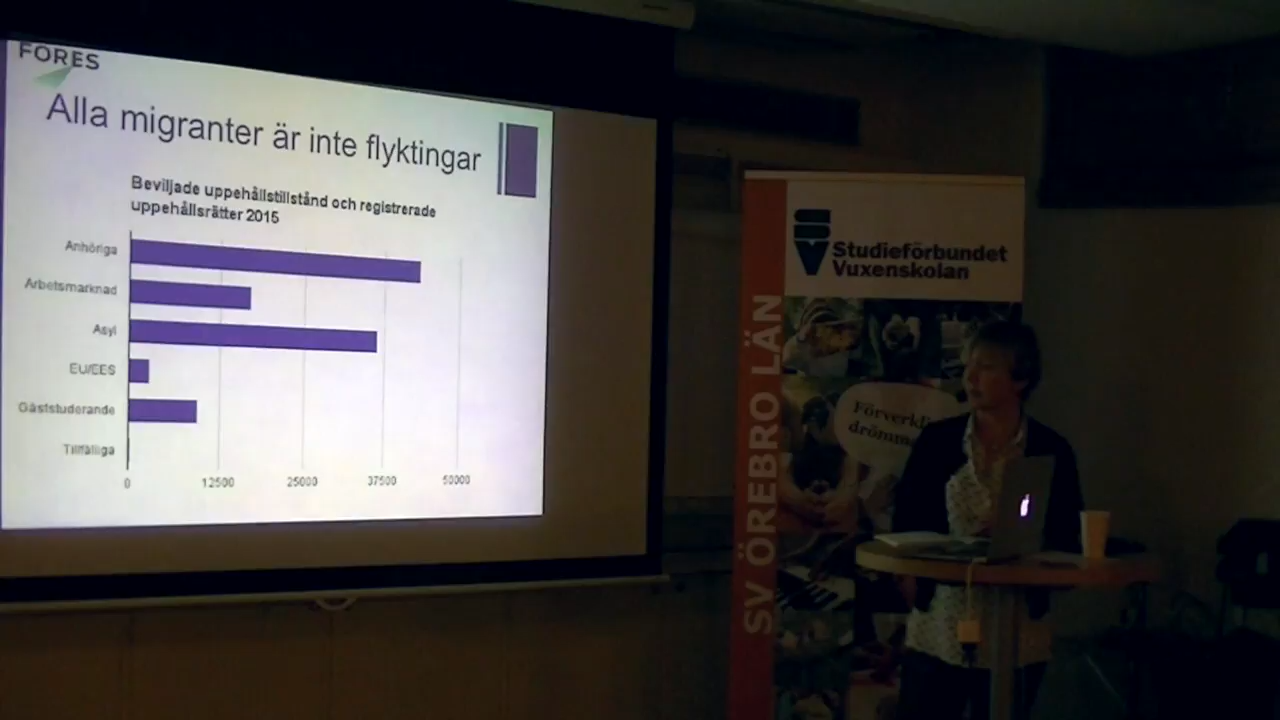 FORES
Alla migranter är inte flyktingar
Beviljade uppehållstillstånd och registrerade
uppehållsrätter 2015
Anhöriga
Arbetsmarknad
Asyl
EU/EES
Gäststuderande
Tillfälliga
0 12500 25000 37500 50000
Studieförbundet
Vuxenskolan
SV ÖREBRO LÄN